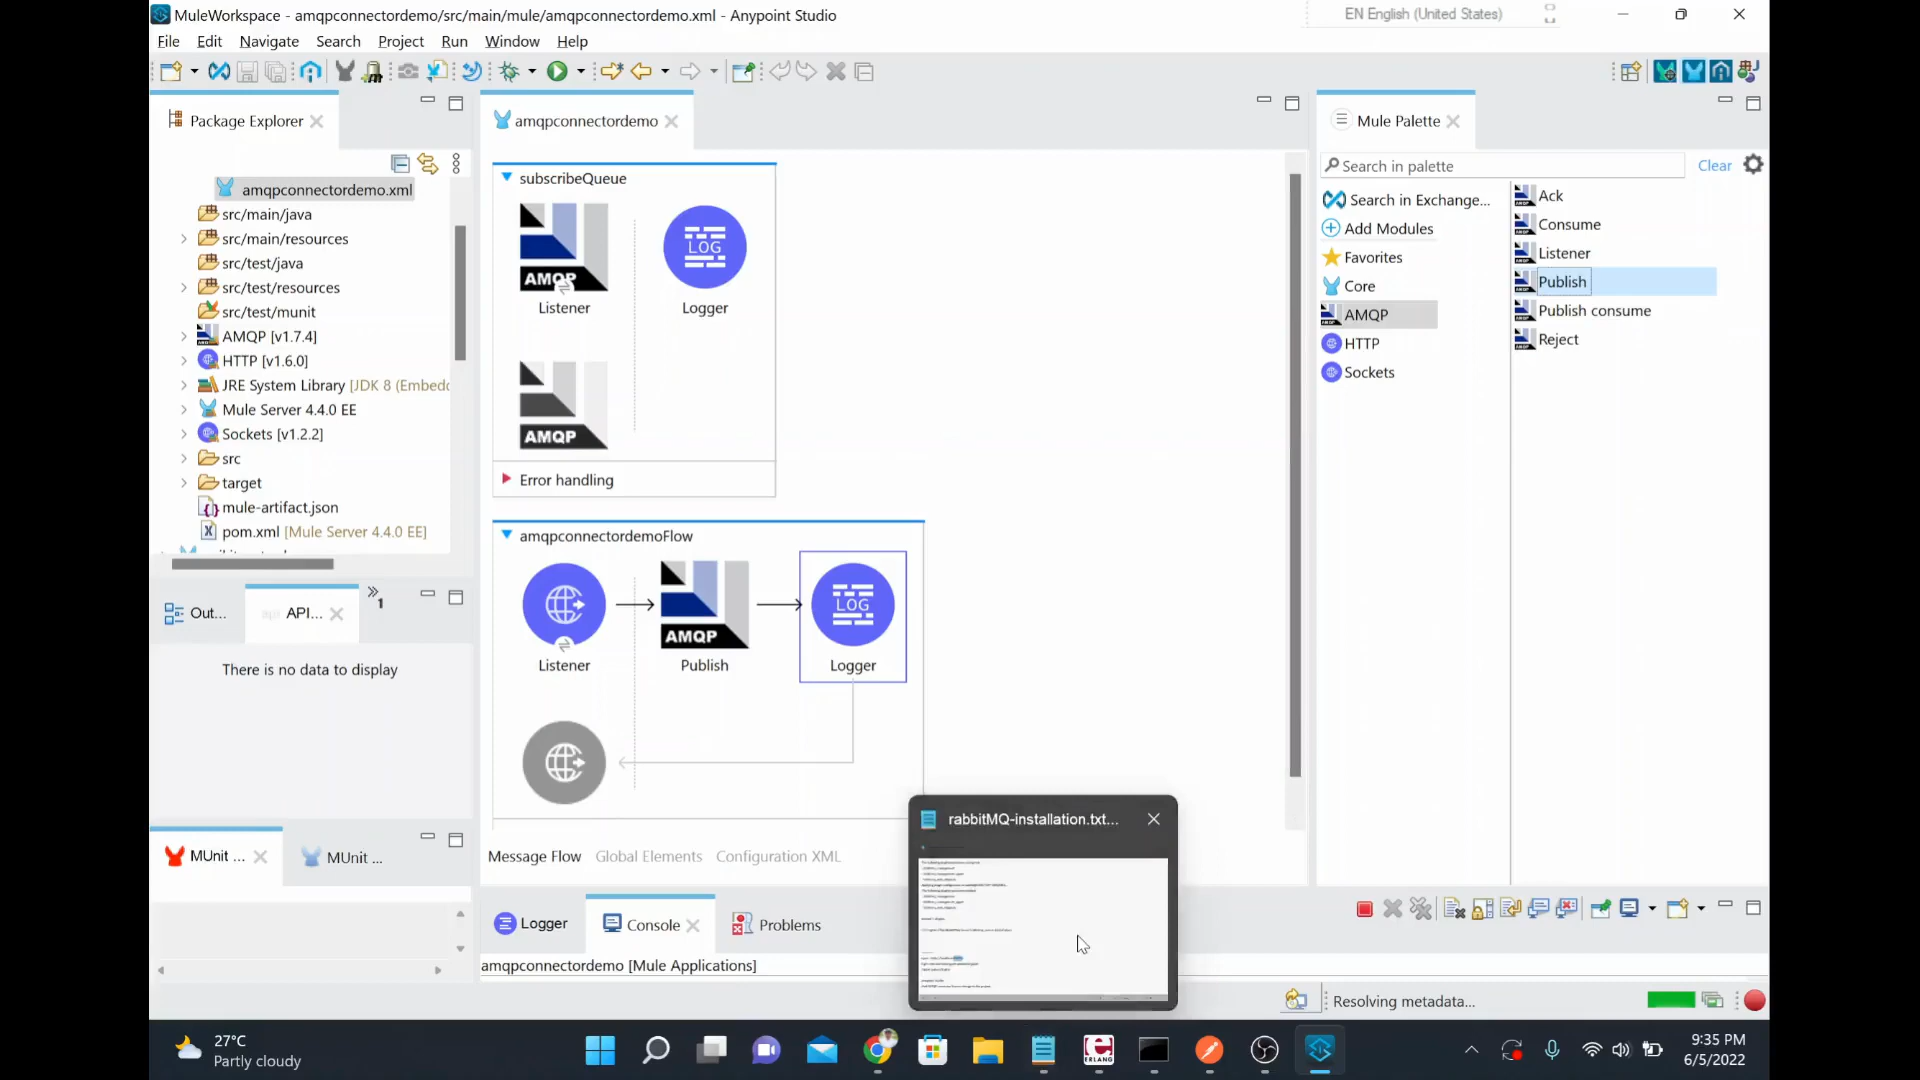 MuleWorkspace - amqpconnectordemo/src/main/mule/amqpconnectordemo.xml - Anypoint Studio
EN English (United States)
File Edit Navigate Search Project Run Window Help
Package Explorer
amqpconnectordemo.xml
src/main/java
src/main/resources
src/test/java
src/test/resources
src/test/munit
AMQP [v1.7.4]
HTTP [v1.6.0]
JRE System Library [JDK 8 (Embed
Mule Server 4.4.0 EE
Sockets [v1.2.2]
src
target
mule-artifact.json
pom.xml [Mule Server 4.4.0 EE]
Out...
API...
1
There is no data to display
MUnit ...
MUnit ...
amqpconnectordemo
subscribeQueue
AMQP
Listener
LOG
Logger
AMQP
Error handling
amqpconnectordemoFlow
Listener
AMQP
Publish
LOG
Logger
Message Flow Global Elements Configuration XML
Mule Palette
Search in palette
Clear
Search in Exchange...
Add Modules
Favorites
Core
AMQP
HTTP
Sockets
Ack
Consume
Listener
Publish
Publish consume
Reject
Logger
Console
Problems
amqpconnectordemo [Mule Applications]
rabbitMQ-installation.txt...
Resolving metadata...
27°C
Partly cloudy
ERLANG
9:35 PM
6/5/2022